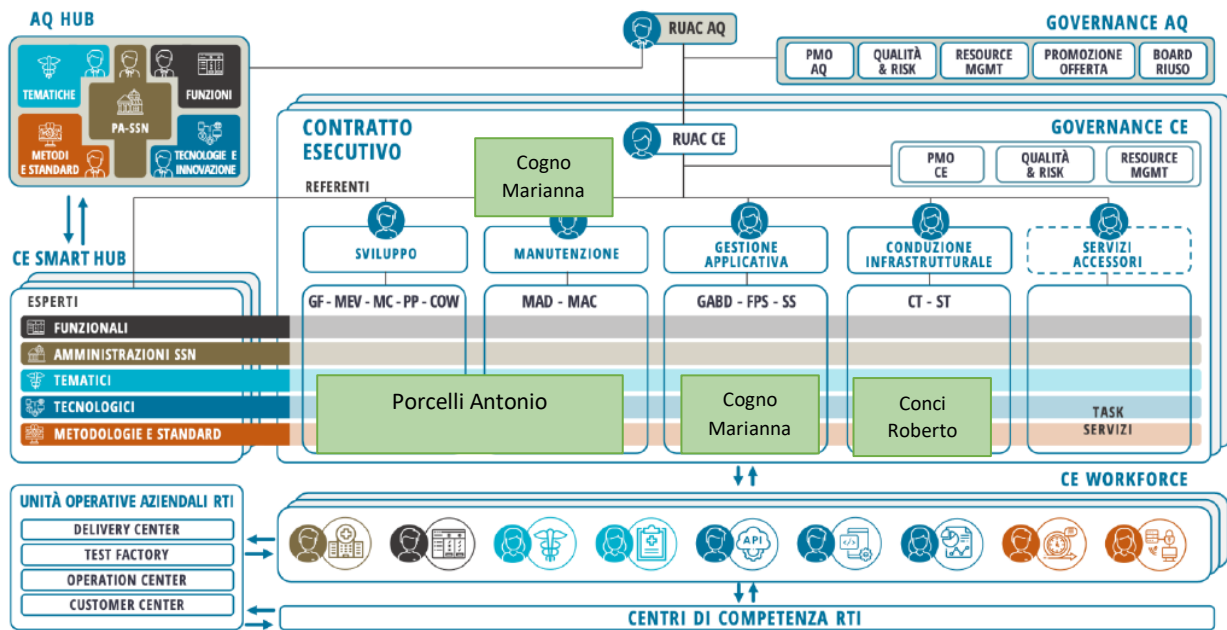 AQ HUB
TEMATICHE
FUNZIONI
PA-SSN
METODI
E STANDARD
TECNOLOGIE E
INNOVAZIONE
RUAC AQ
GOVERNANCE AQ
PMO
AQ
QUALITÀ
& RISK
RESOURCE
MGMT
PROMOZIONE
OFFERTA
BOARD
RIUSO
CONTRATTO
ESECUTIVO
RUAC CE
GOVERNANCE CE
PMO
CE
QUALITÀ
& RISK
RESOURCE
MGMT
Cogno
Marianna
REFERENTI
SVILUPPO
MANUTENZIONE
GESTIONE
APPLICATIVA
CONDUZIONE
INFRASTRUTTURALE
SERVIZI
ACCESSORI
CE SMART HUB
ESPERTI
GF - MEV - MC - PP - COW
MAD - MAC
GABD - FPS - SS
CT - ST
FUNZIONALI
AMMINISTRAZIONI SSN
TEMATICI
TECNOLOGICI
METODOLOGIE E STANDARD
Porcelli Antonio
Cogno
Marianna
Conci
Roberto
TASK
SERVIZI
UNITÀ OPERATIVE AZIENDALI RTI
DELIVERY CENTER
TEST FACTORY
OPERATION CENTER
CUSTOMER CENTER
CE WORKFORCE
API
CENTRI DI COMPETENZA RTI